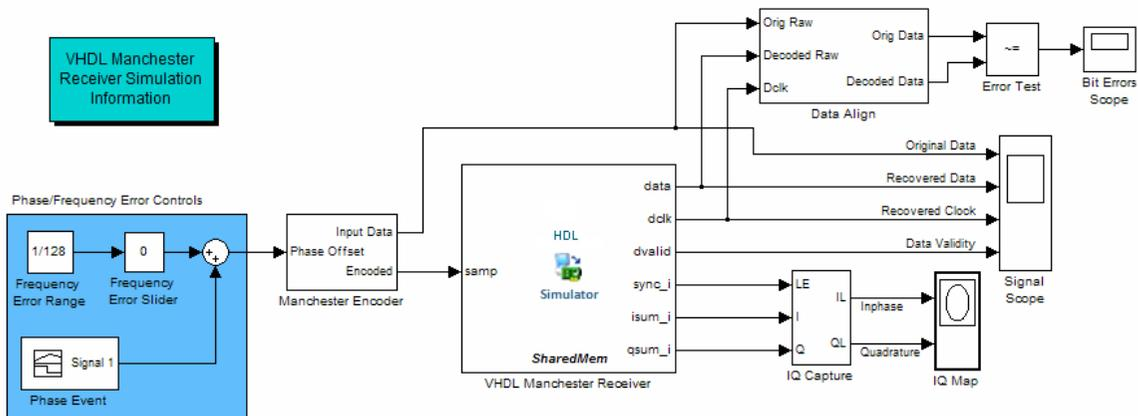 VHDL Manchester
Receiver Simulation
Information
Orig Raw
Decoded Raw
Dclk
Orig Data
Decoded Data
Data Align
~=
Error Test
Bit Errors
Scope
Original Data
Recovered Data
Recovered Clock
Data Validity
Signal
Scope
Phase/Frequency Error Controls
1/128
Frequency
Error Range
0
Frequency
Error Slider
++
Signal 1
Phase Event
Input Data
Phase Offset
Encoded
Manchester Encoder
samp
HDL
Simulator
SharedMem
data
dclk
dvalid
sync_i
isum_i
qsum_i
VHDL Manchester Receiver
LE
I
Q
IL
QL
IQ Capture
Inphase
Quadrature
IQ Map